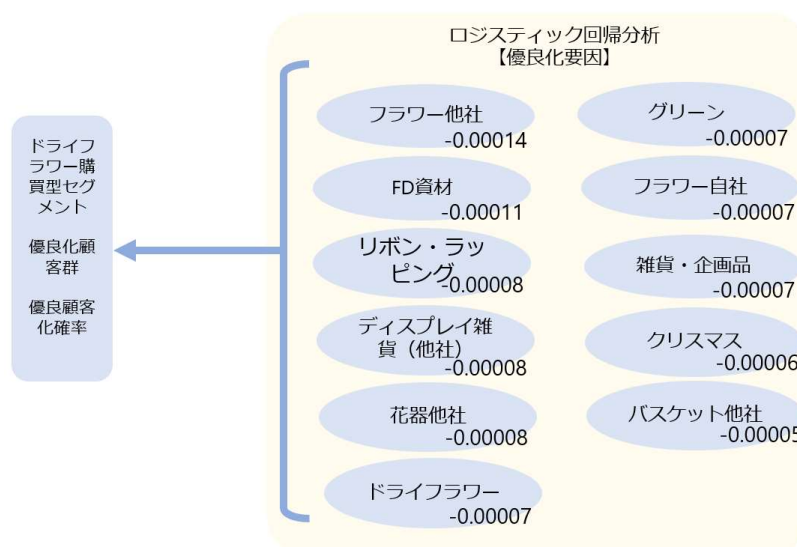 ロジスティック回帰分析
【優良化要因】
ドライフ
ラワー購
買型セグ
メント
優良化顧
客群
優良顧客
化確率
フラワー他社
-0.00014
グリーン
-0.00007
FD資材
-0.00011
フラワー自社
-0.00007
リボン・ラッ
ピング
-0.00008
雑貨・企画品
-0.00007
ディスプレイ雑
貨（他社）
-0.00008
クリスマス
-0.00006
花器他社
-0.00008
バスケット他社
-0.00005
ドライフラワー
-0.00007